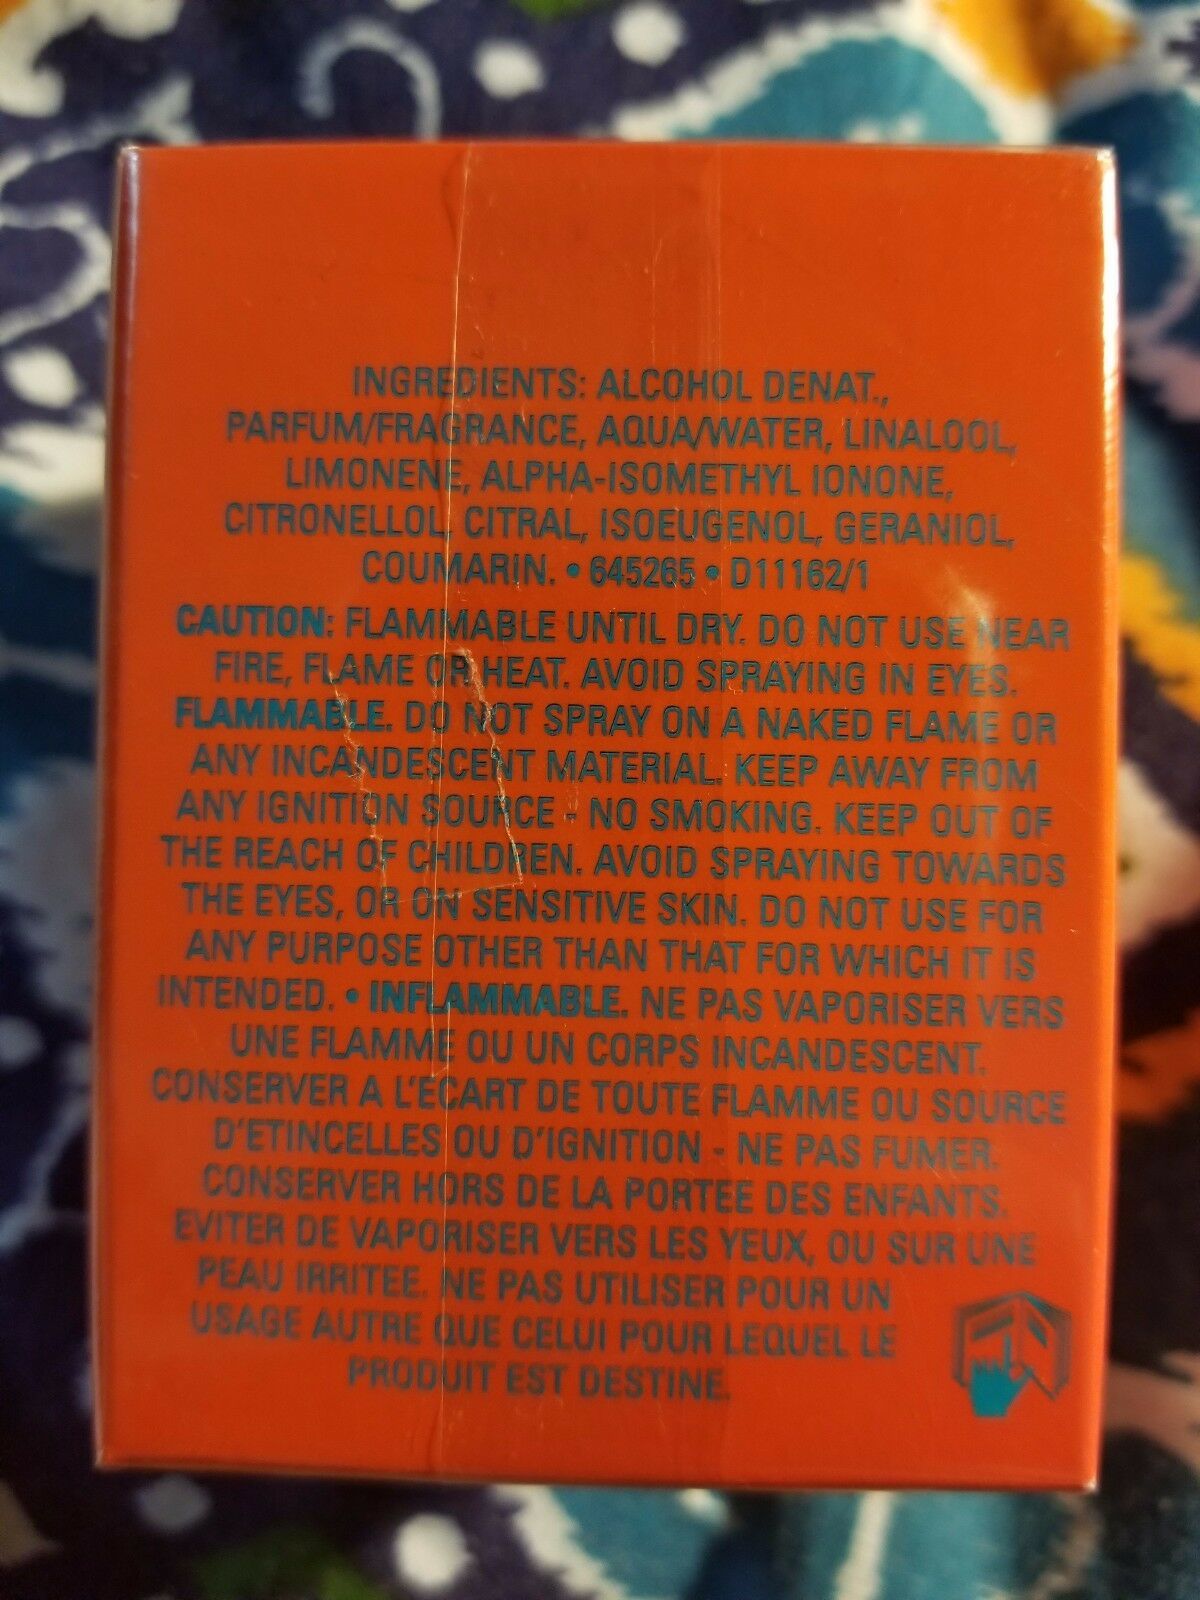 INGREDIENTS: ALCOHOL DENAT.,
PARFUM/FRAGRANCE, AQUA/WATER, LINALOOL,
LIMONENE, ALPHA-ISOMETHYL IONONE,
CITRONELLOL, CITRAL, ISOEUGENOL, GERANIOL,
COUMARIN. • 645265 • D11162/1
CAUTION: FLAMMABLE UNTIL DRY. DO NOT USE NEAR
FIRE, FLAME OR HEAT. AVOID SPRAYING IN EYES.
FLAMMABLE. DO NOT SPRAY ON A NAKED FLAME OR
ANY INCANDESCENT MATERIAL. KEEP AWAY FROM
ANY IGNITION SOURCE - NO SMOKING. KEEP OUT OF
THE REACH OF CHILDREN. AVOID SPRAYING TOWARDS
THE EYES, OR ON SENSITIVE SKIN. DO NOT USE FOR
ANY PURPOSE OTHER THAN THAT FOR WHICH IT IS
INTENDED. • INFLAMMABLE. NE PAS VAPORISER VERS
UNE FLAMME OU UN CORPS INCANDESCENT.
CONSERVER A L'ÉCART DE TOUTE FLAMME OU SOURCE
D'ETINCELLES OU D'IGNITION - NE PAS FUMER.
CONSERVER HORS DE LA PORTEE DES ENFANTS.
EVITER DE VAPORISER VERS LES YEUX, OU SUR UNE
PEAU IRRITEE. NE PAS UTILISER POUR UN
USAGE AUTRE QUE CELUI POUR LEQUEL LE
PRODUIT EST DESTINE.